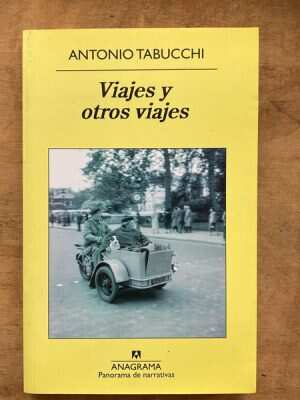 ANTONIO TABUCCHI
Viajes y
otros viajes
ANAGRAMA
Panorama de narrativas